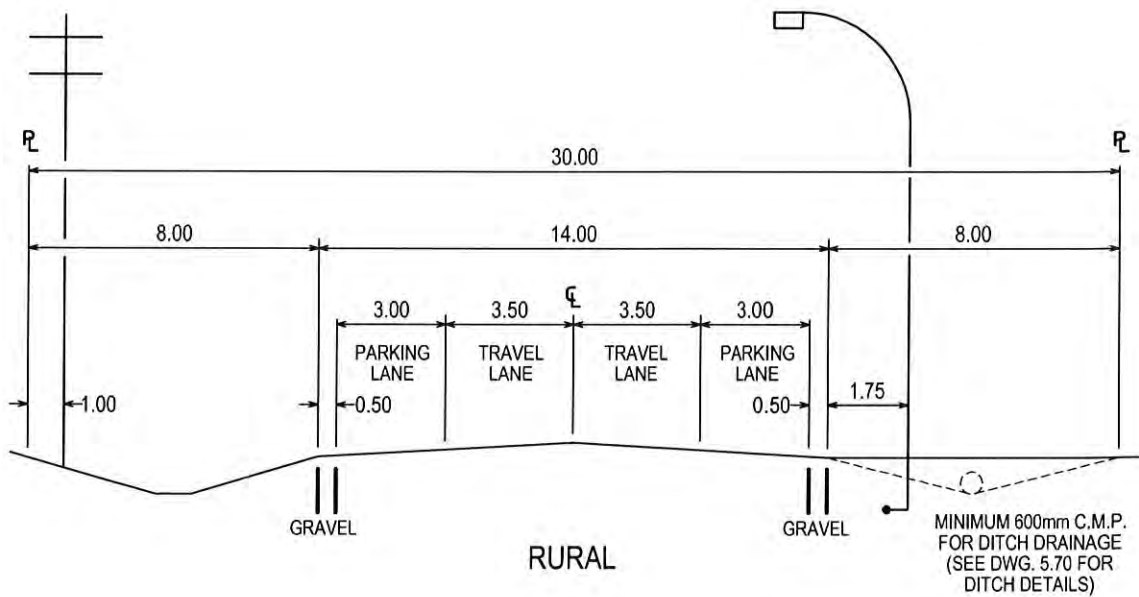 ℄
PL
PL
30.00
8.00
14.00
8.00
3.00
3.50
3.50
3.00
PARKING
LANE
TRAVEL
LANE
TRAVEL
LANE
PARKING
LANE
1.75
1.00
0.50
0.50
GRAVEL
GRAVEL
MINIMUM 600mm C.M.P.
FOR DITCH DRAINAGE
(SEE DWG. 5.70 FOR
DITCH DETAILS)
RURAL